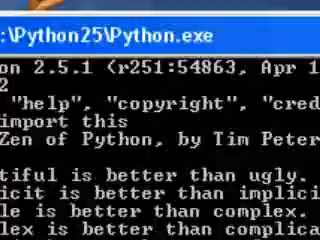 :\Python25\Python.exe
on 2.5.1 (r251:54863, Apr 1
2
"help", "copyright", "cred
import this
Zen of Python, by Tim Peter
tiful is better than ugly.
icit is better than implici
le is better than complex.
lex is better than complica